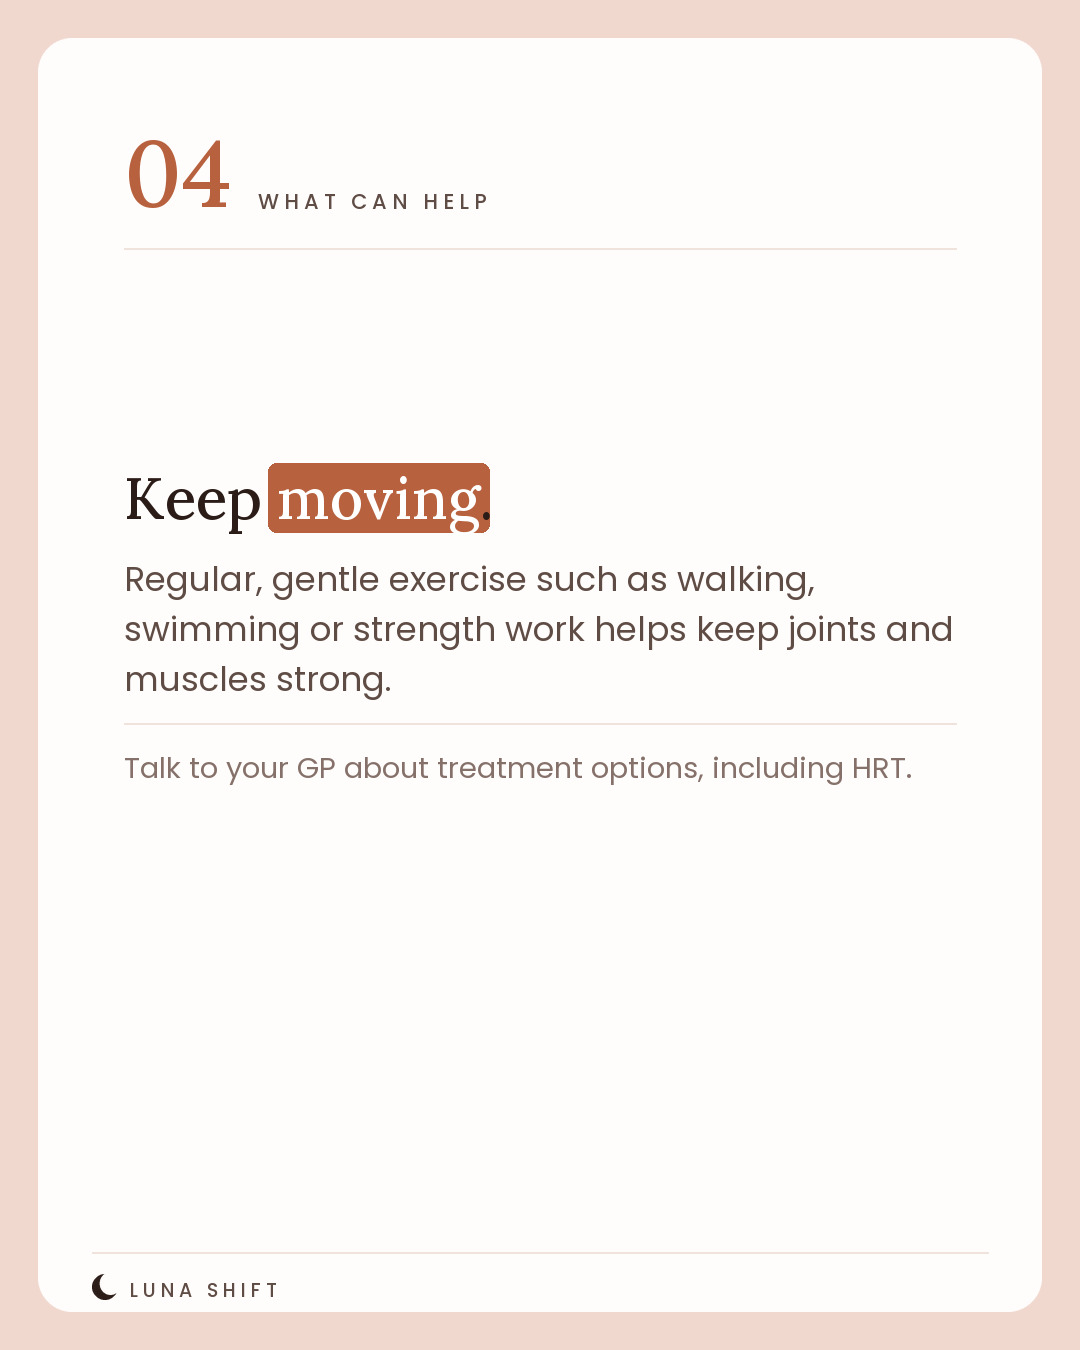 04 WHAT CAN HELP
Keep moving.
Regular, gentle exercise such as walking,
swimming or strength work helps keep joints and
muscles strong.
Talk to your GP about treatment options, including HRT.
LUNA SHIFT